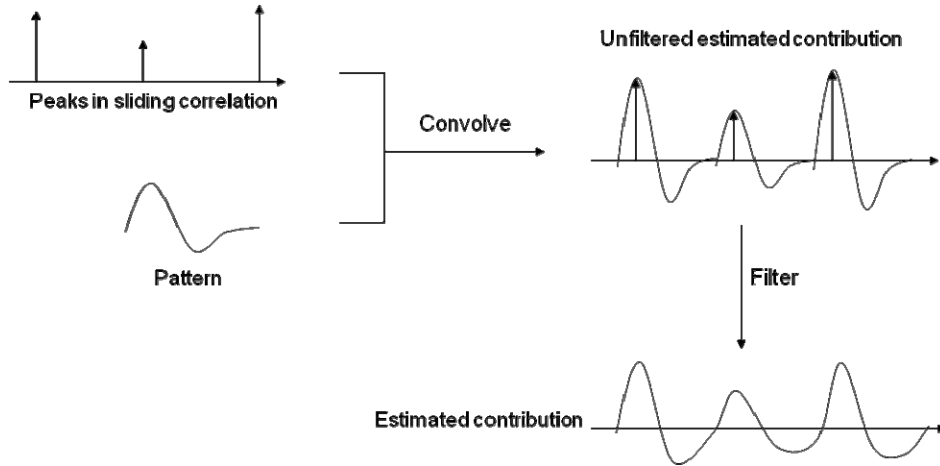 Unfiltered estimated contribution
Peaks in sliding correlation
Convolve
Pattern
Filter
Estimated contribution